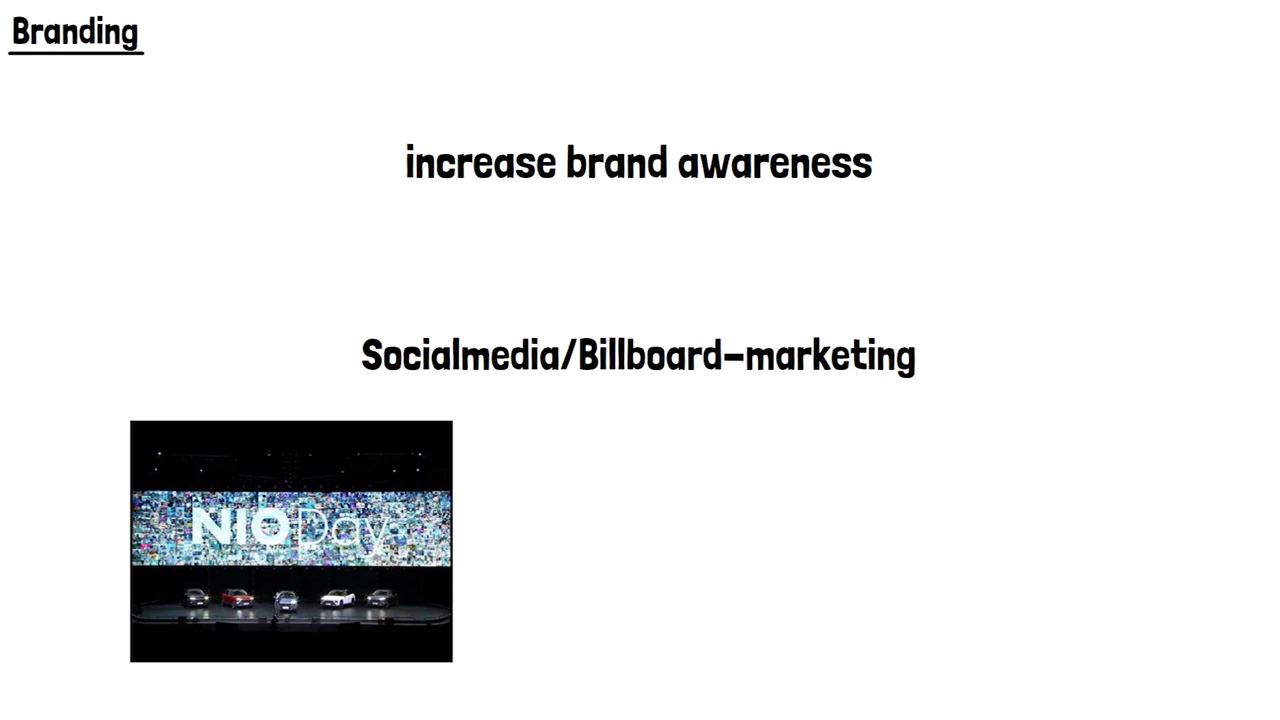 Branding
increase brand awareness
Socialmedia/Billboard-marketing
NIO Day